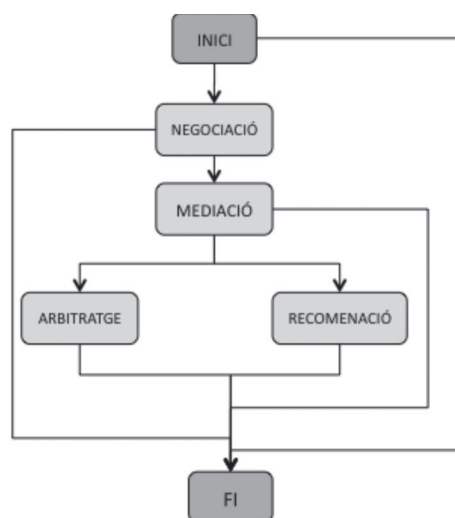 INICI
NEGOCIACIÓ
MEDIACIÓ
ARBITRATGE
RECOMENACIÓ
FI